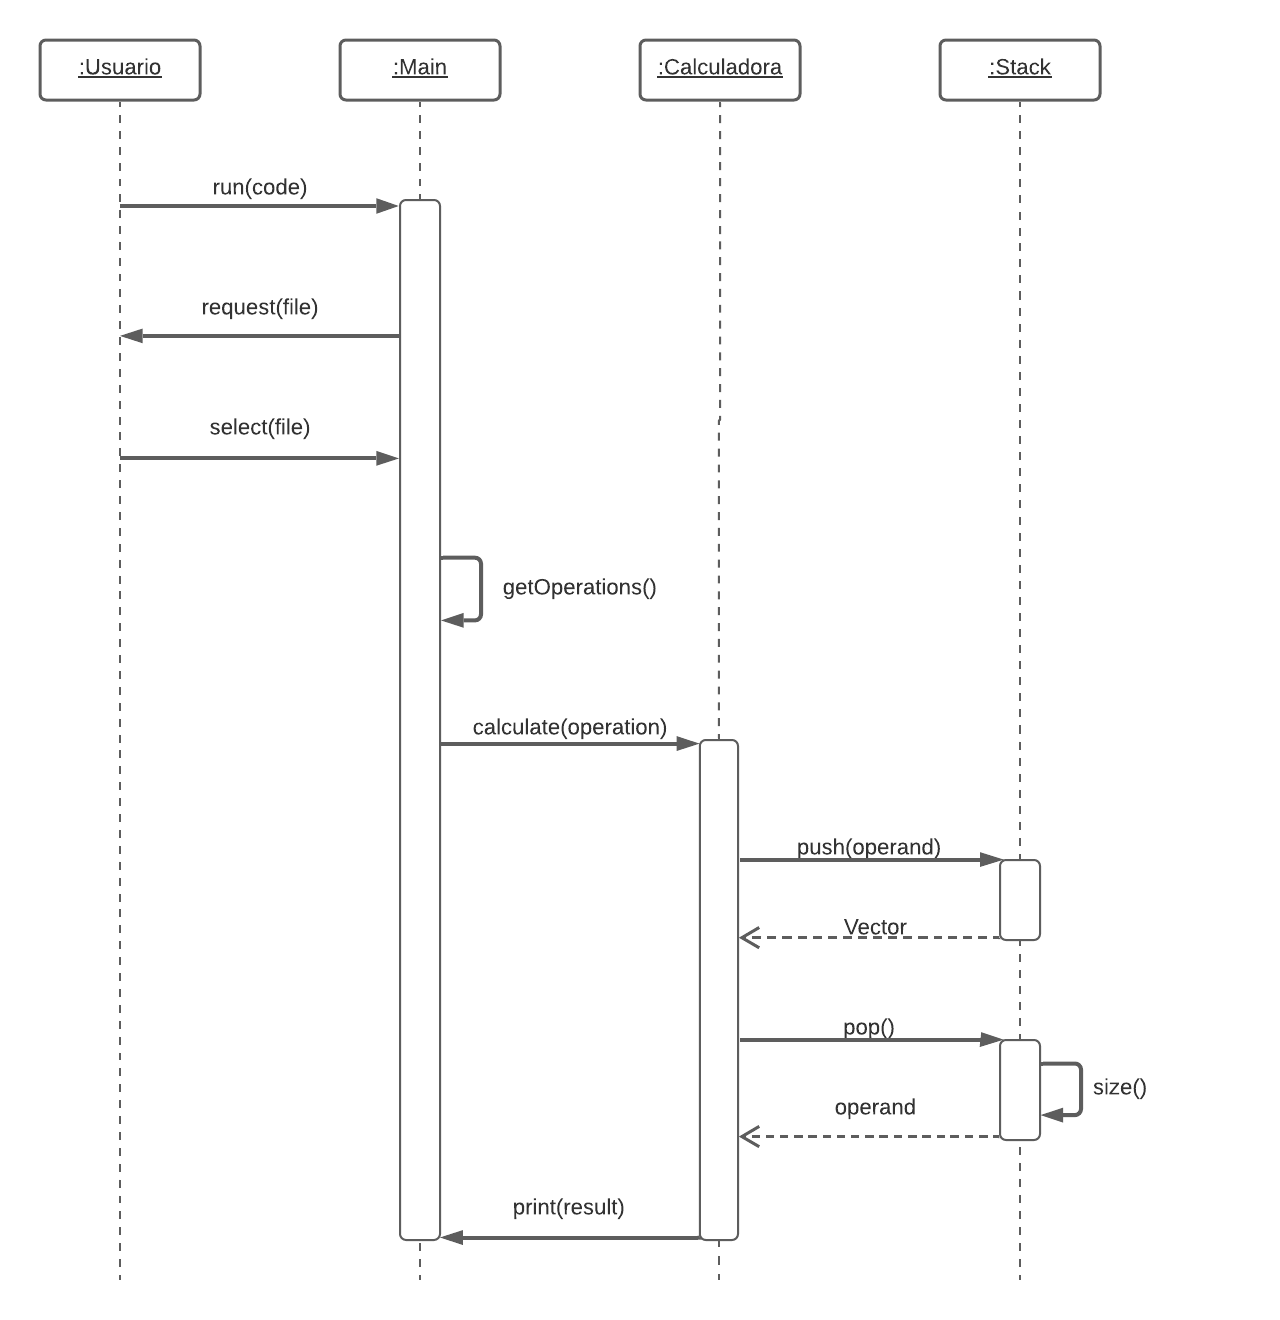 :Usuario
:Main
:Calculadora
:Stack
run(code)
request(file)
select(file)
getOperations()
calculate(operation)
push(operand)
Vector
pop()
size()
operand
print(result)